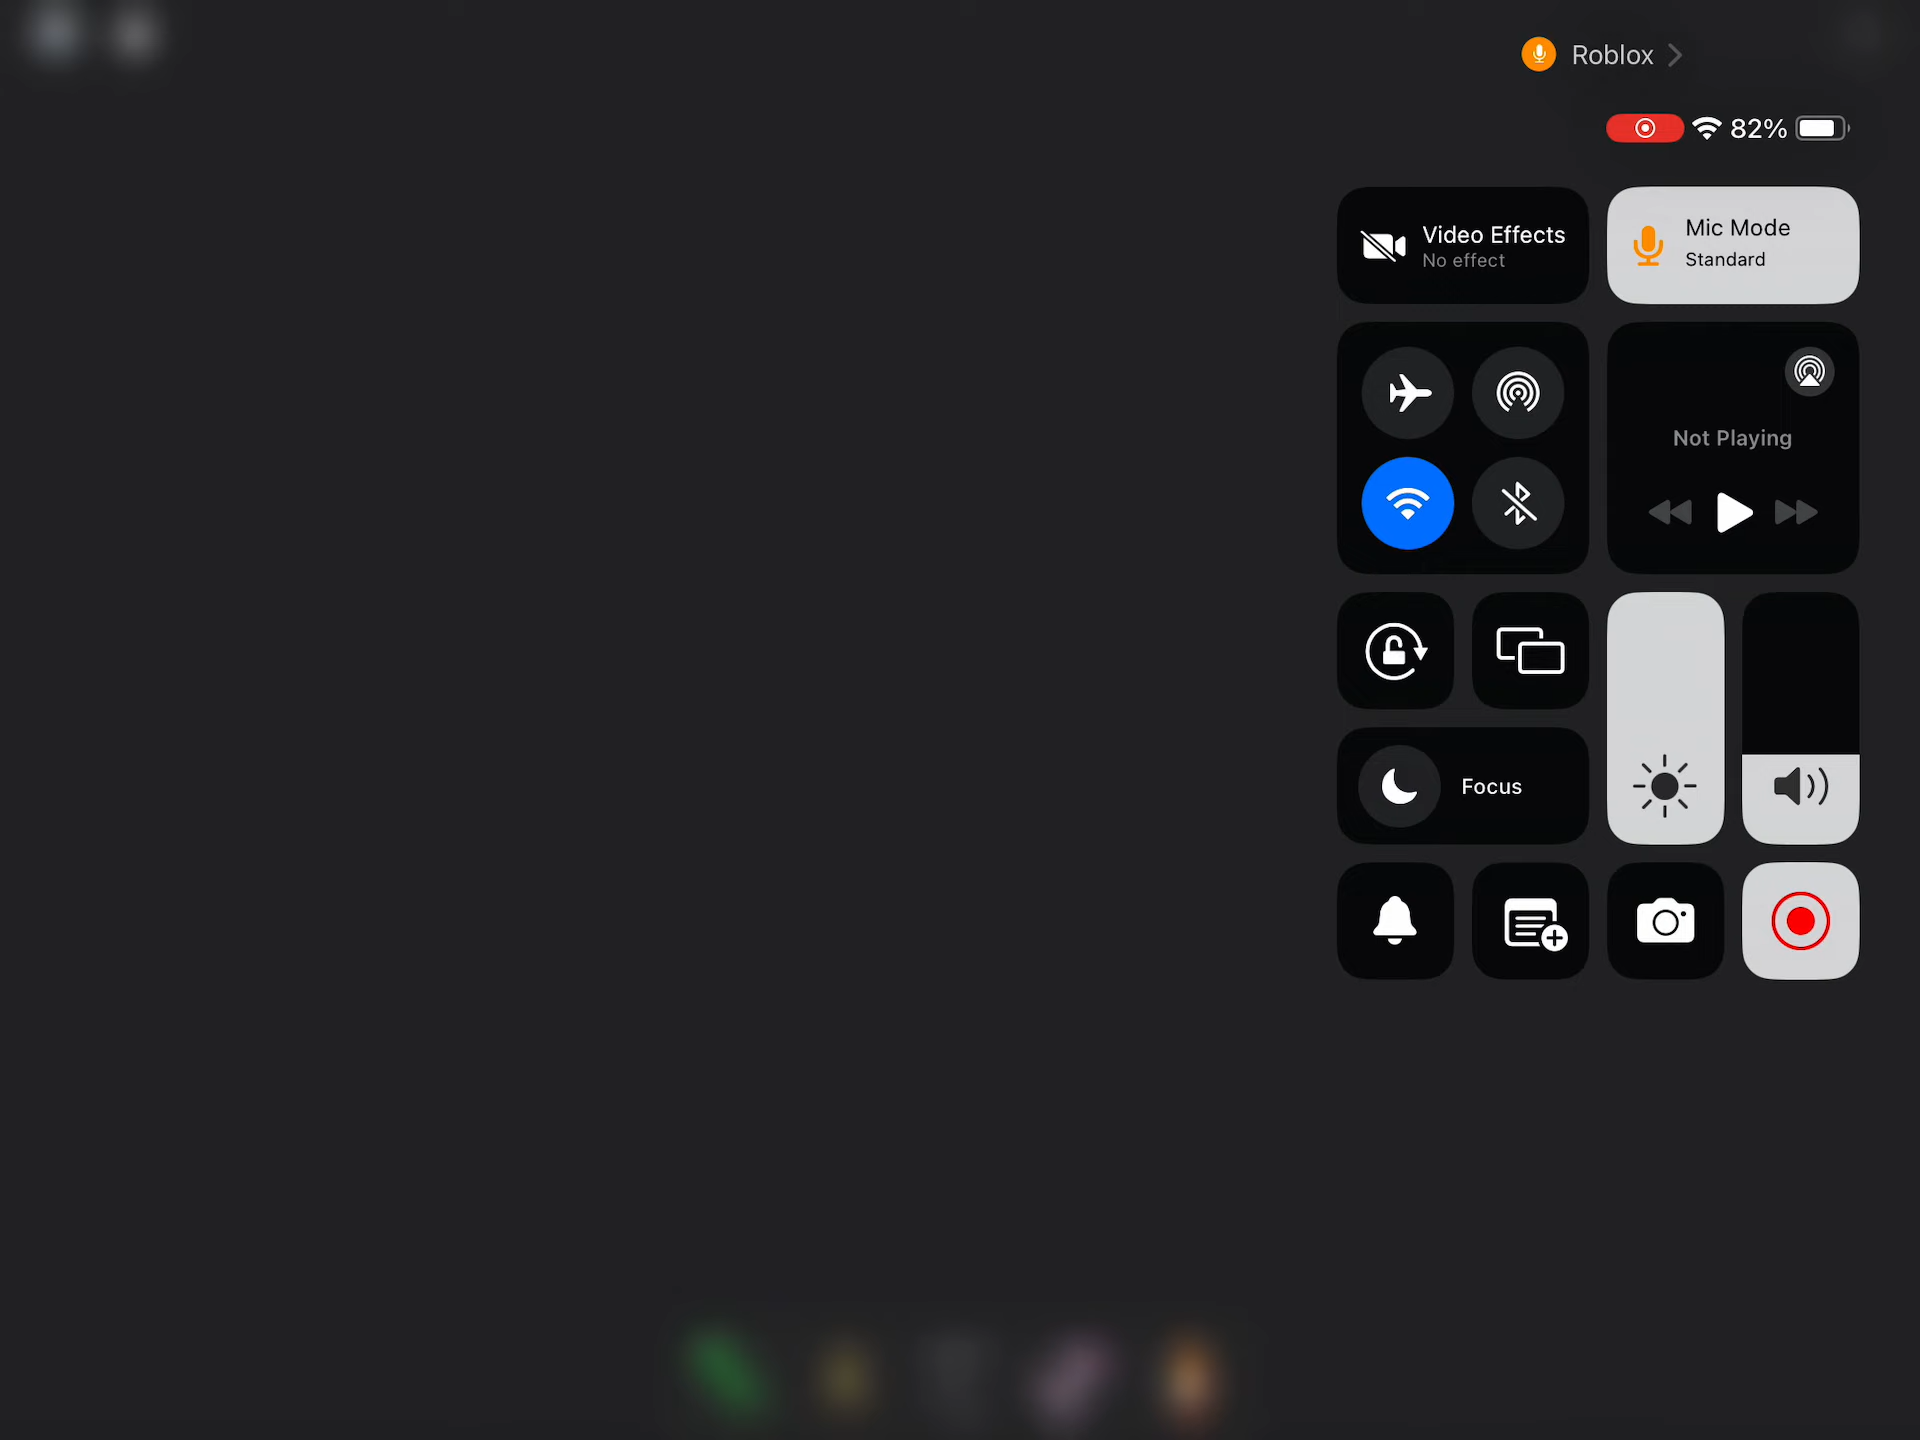 Roblox
82%
Video Effects
No effect
Mic Mode
Standard
Not Playing
Focus